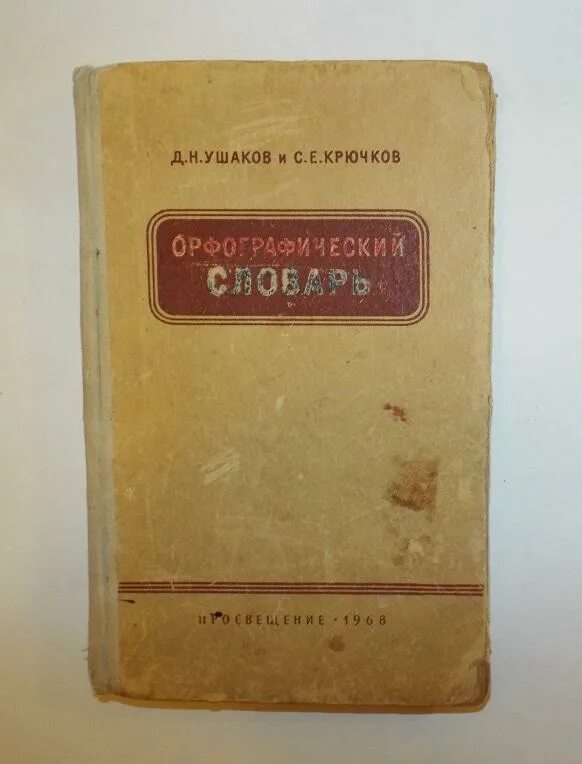 Д.Н.УШАКОВ и С.Е.КРЮЧКОВ
ОРФОГРАФИЧЕСКИЙ
СЛОВАРЬ
ПРОСВЕЩЕНИЕ · 1968